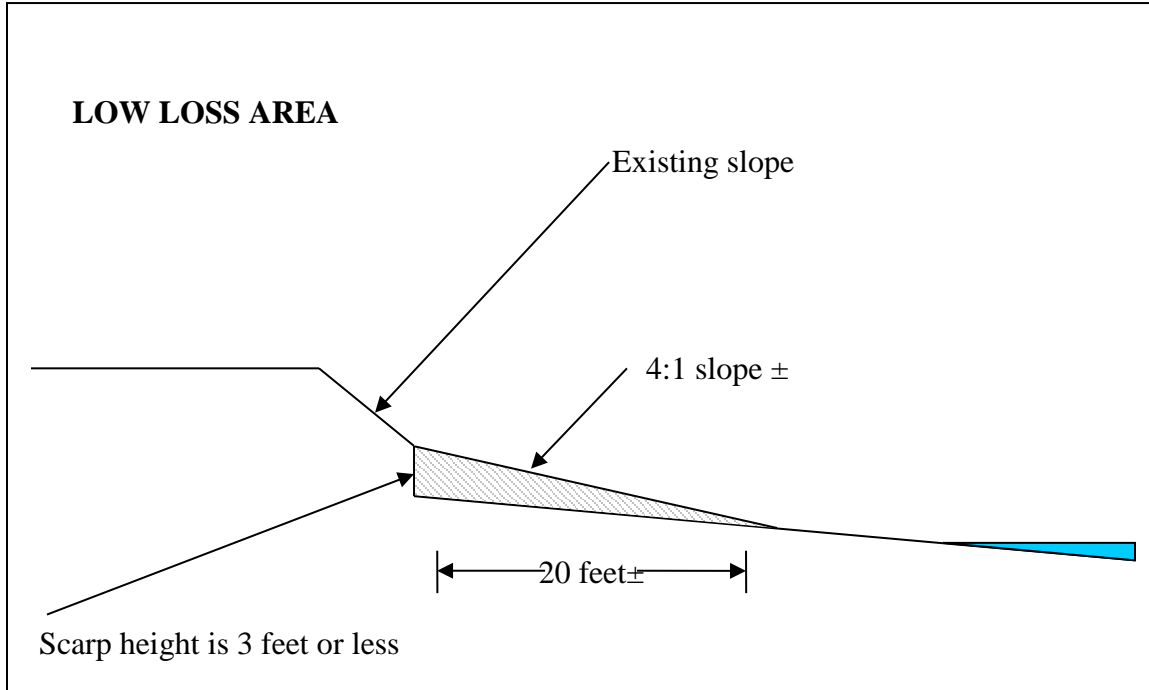 LOW LOSS AREA
Existing slope
4:1 slope ±
20 feet±
Scarp height is 3 feet or less